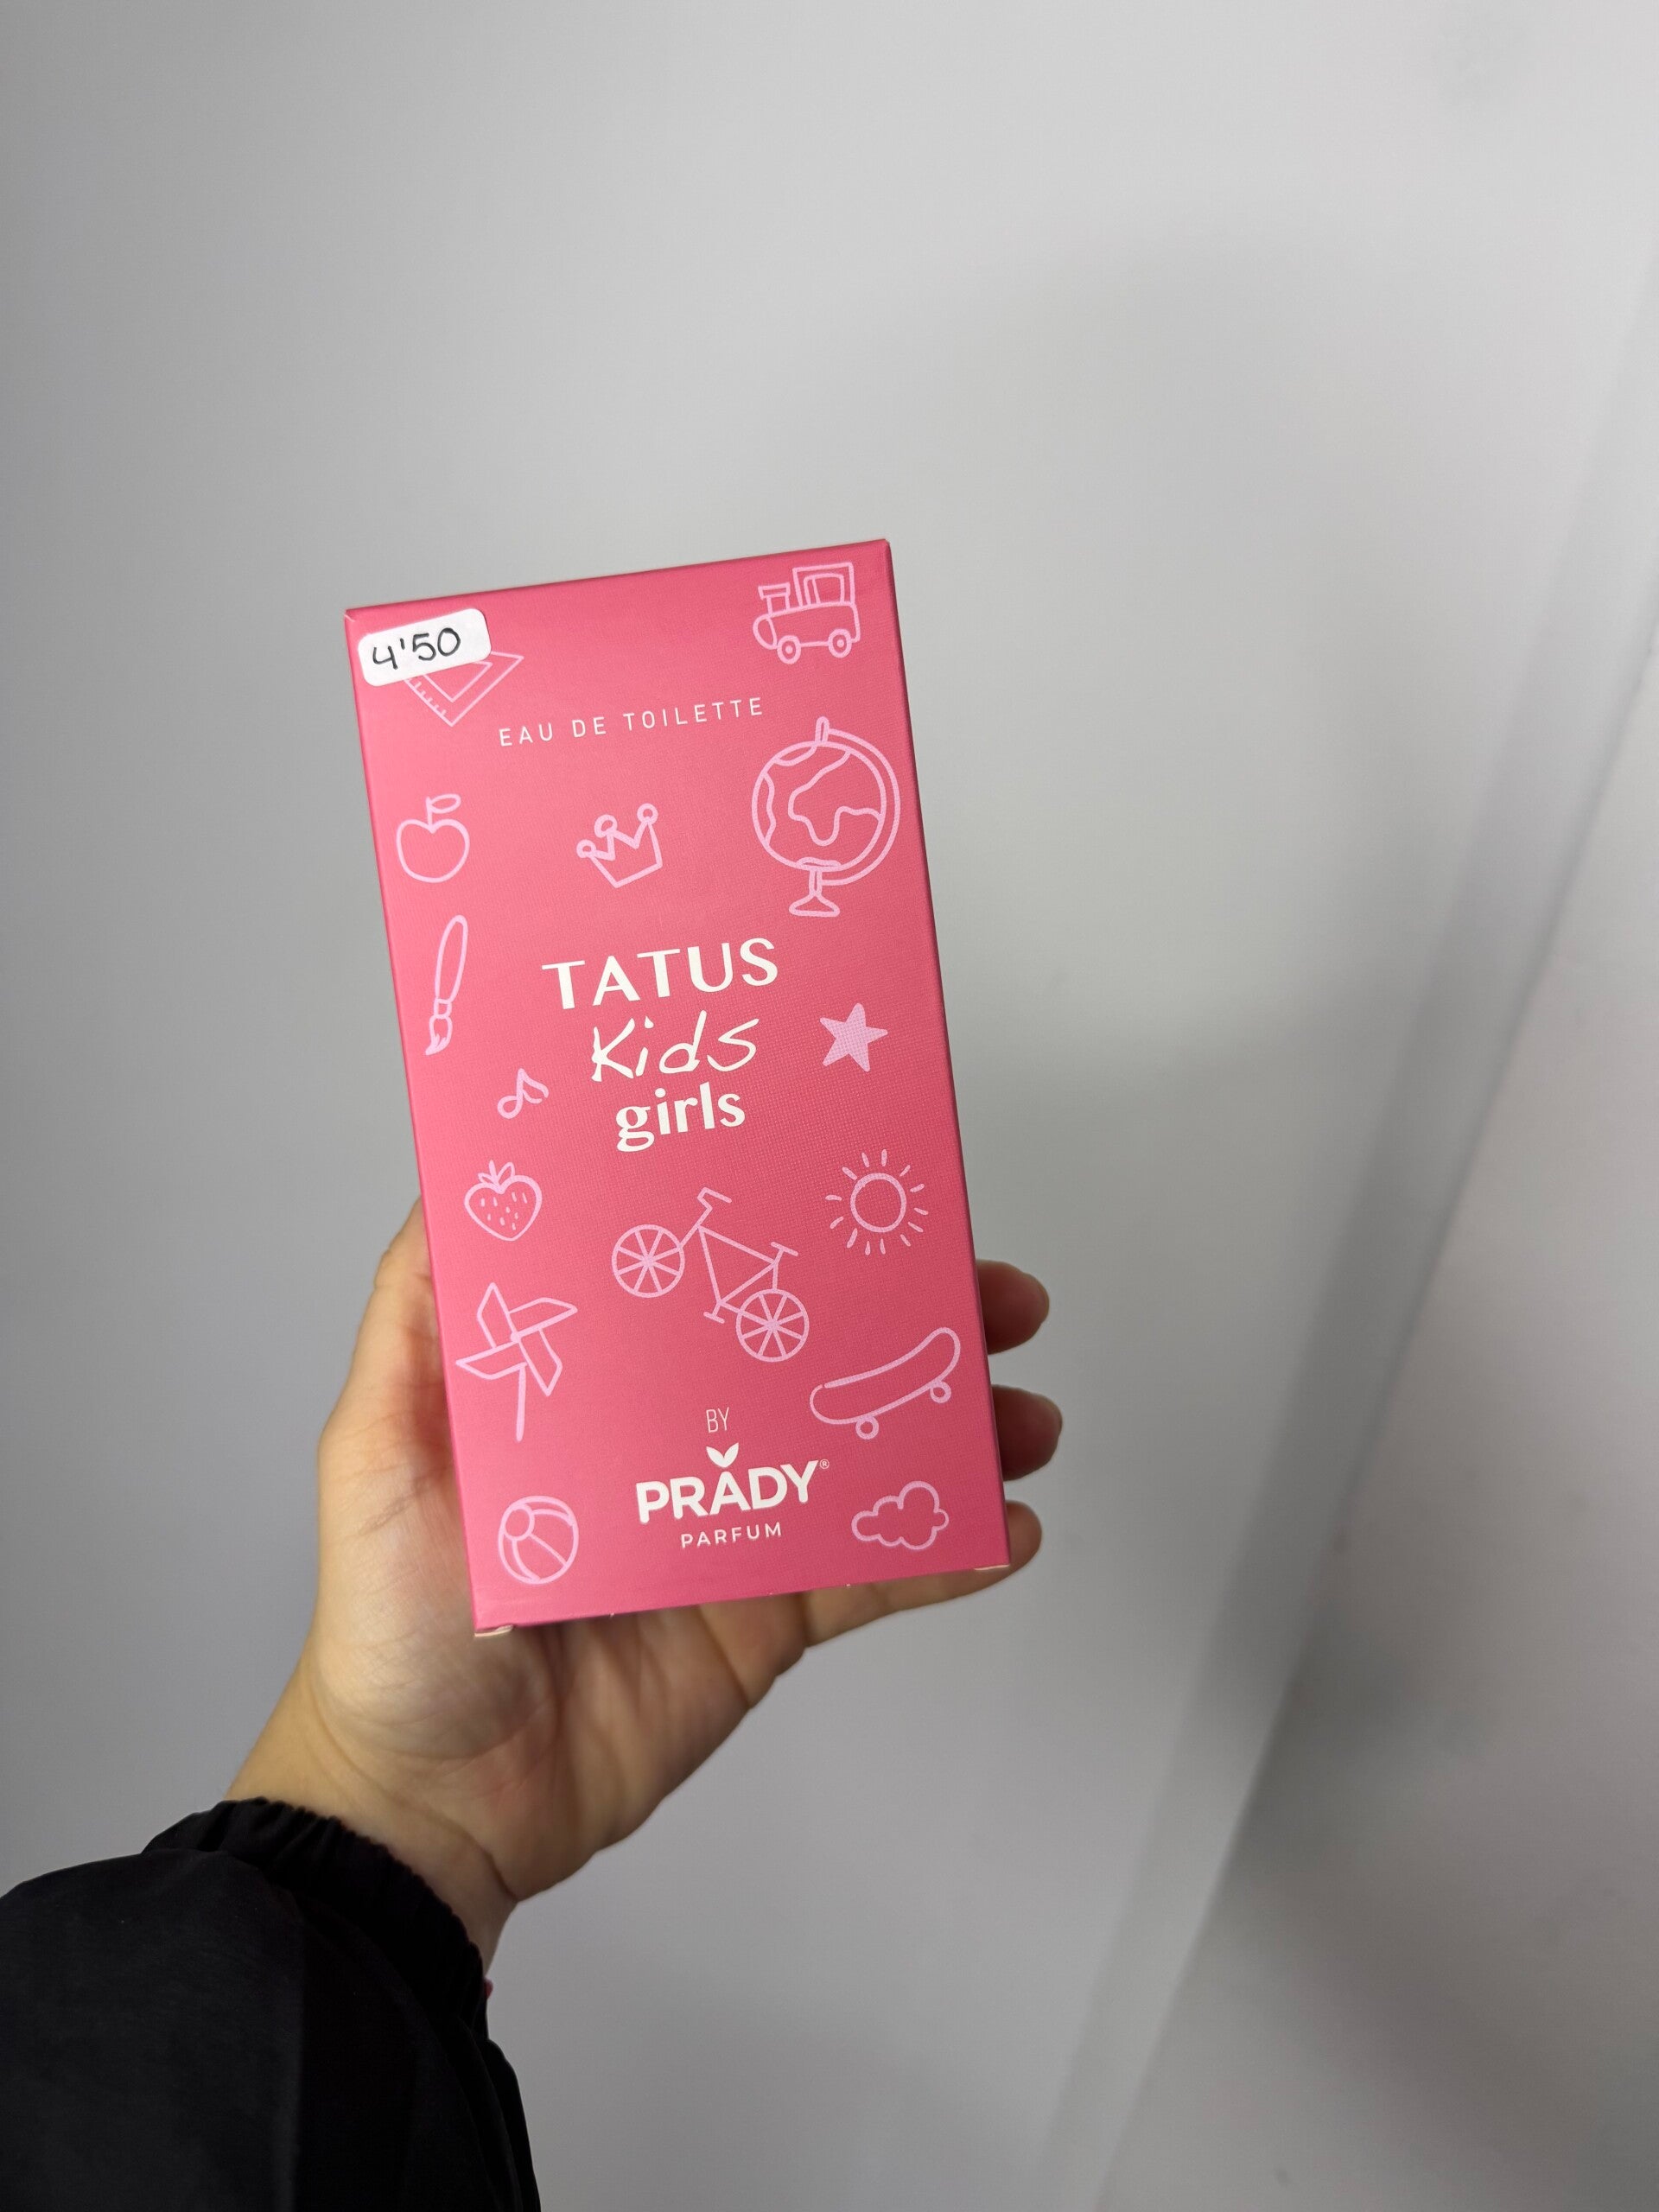 4'50
EAU DE TOILETTE
TATUS
Kids
girls
BY
PRADY®
PARFUM